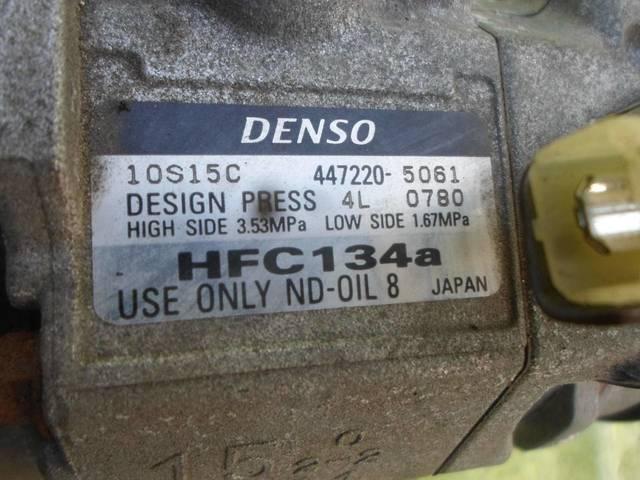 DENSO
10S15C 447220-5061
DESIGN PRESS 4L 0780
HIGH SIDE 3.53MPa LOW SIDE 1.67MPa
HFC134a
USE ONLY ND-OIL 8 JAPAN
15